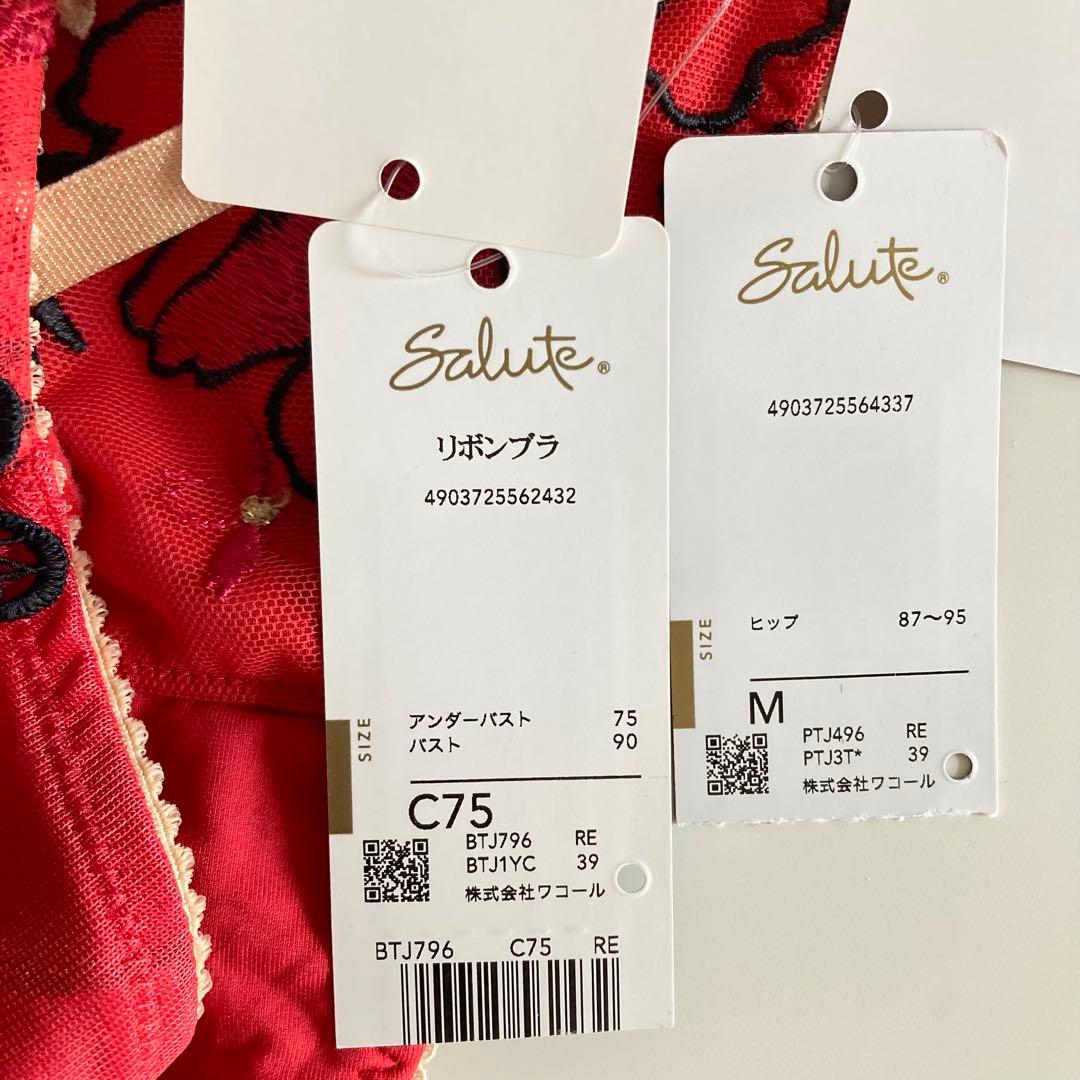 Salute®
リボンブラ
4903725562432
SIZE
アンダーバスト 75
バスト 90
C75
BTJ796 RE
BTJ1YC 39
株式会社ワコール
BTJ796 C75 RE
Salute®
4903725564337
SIZE
ヒップ 87〜95
M
PTJ496 RE
PTJ3T* 39
株式会社ワコール